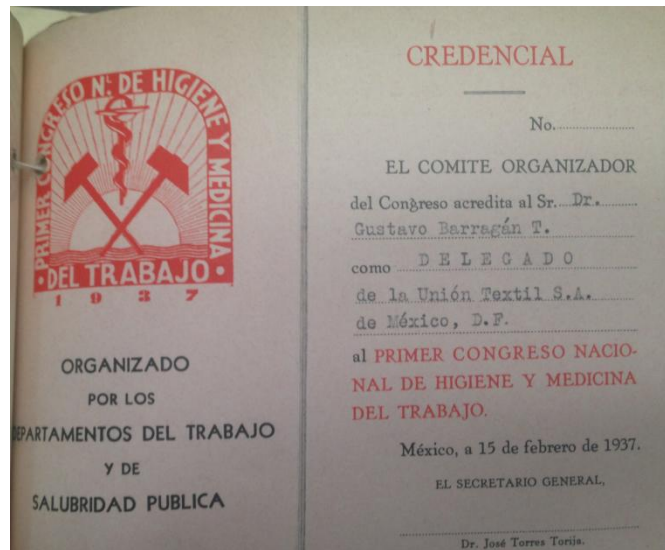 PRIMER CONGRESO NL. DE HIGIENE Y MEDICINA
• DEL TRABAJO •
1937
ORGANIZADO
POR LOS
DEPARTAMENTOS DEL TRABAJO
Y DE
SALUBRIDAD PUBLICA
CREDENCIAL
No.
EL COMITE ORGANIZADOR
del Congreso acredita al Sr. Dr.
Gustavo Barragán T.
como DELEGADO
de la Unión Textil S.A.
de México, D.F.
al PRIMER CONGRESO NACIO-
NAL DE HIGIENE Y MEDICINA
DEL TRABAJO.
México, a 15 de febrero de 1937.
EL SECRETARIO GENERAL,
Dr. José Torres Torija.